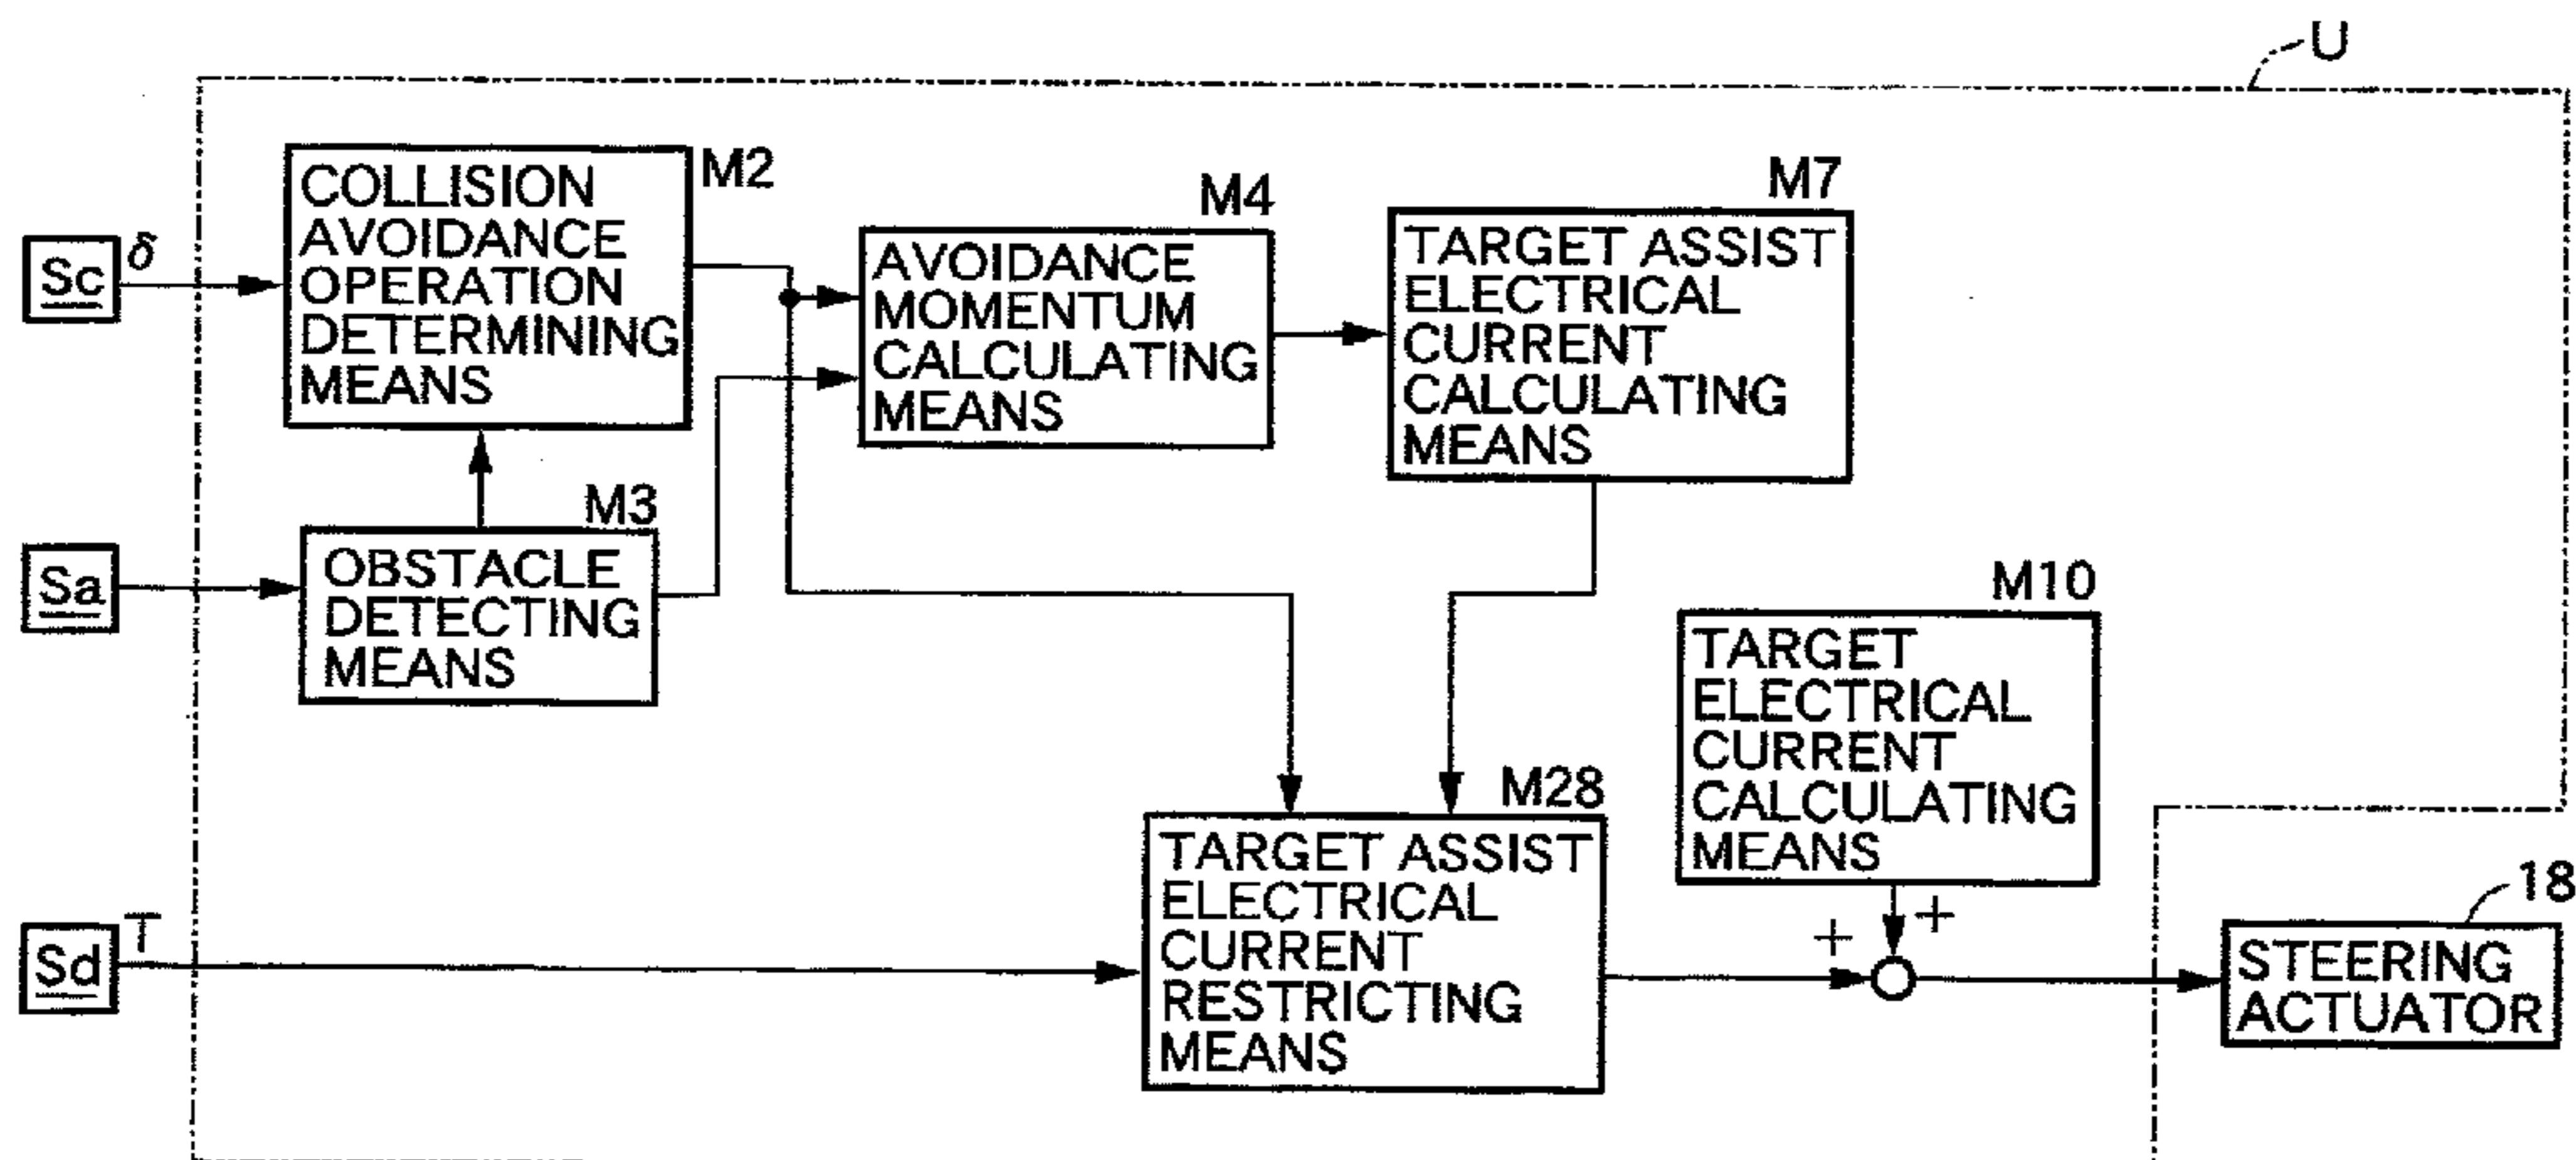 U
M2
COLLISION
AVOIDANCE
OPERATION
DETERMINING
MEANS
Sc
δ
M4
AVOIDANCE
MOMENTUM
CALCULATING
MEANS
M7
TARGET ASSIST
ELECTRICAL
CURRENT
CALCULATING
MEANS
M3
OBSTACLE
DETECTING
MEANS
Sa
M10
TARGET
ELECTRICAL
CURRENT
CALCULATING
MEANS
M28
TARGET ASSIST
ELECTRICAL
CURRENT
RESTRICTING
MEANS
Sd
T
+
+
18
STEERING
ACTUATOR